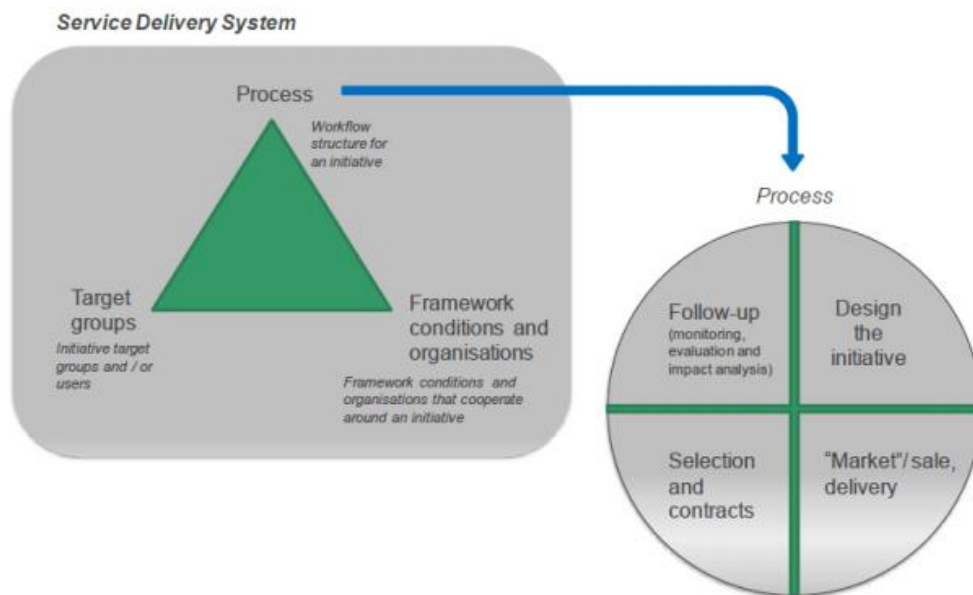 Service Delivery System
Process
Workflow
structure for
an initiative
Target
groups
Initiative target
groups and / or
users
Framework
conditions and
organisations
Framework conditions and
organisations that cooperate
around an initiative
Process
Follow-up
(monitoring,
evaluation and
impact analysis)
Design
the
initiative
Selection
and
contracts
"Market"/ sale,
delivery